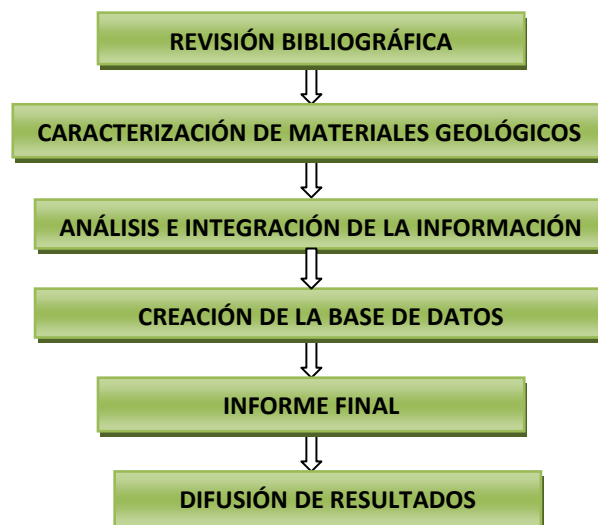 REVISIÓN BIBLIOGRÁFICA
CARACTERIZACIÓN DE MATERIALES GEOLÓGICOS
ANÁLISIS E INTEGRACIÓN DE LA INFORMACIÓN
CREACIÓN DE LA BASE DE DATOS
INFORME FINAL
DIFUSIÓN DE RESULTADOS